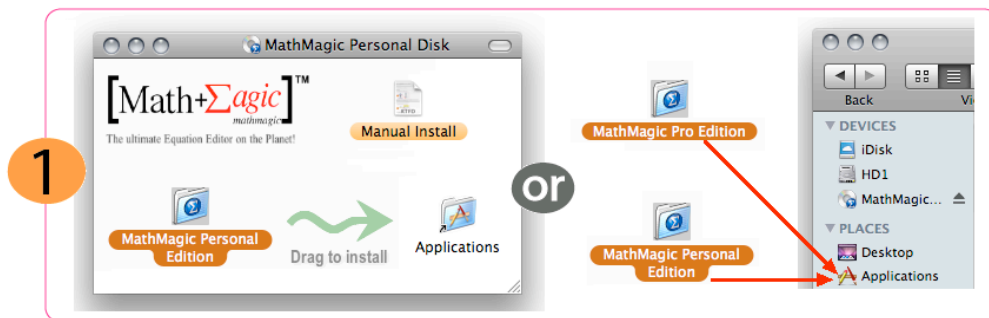 1
MathMagic Personal Disk
[Math+Σagic]™
mathmagic
The ultimate Equation Editor on the Planet!
RTFD
Manual Install
MathMagic Personal
Edition
Drag to install
Applications
or
MathMagic Pro Edition
MathMagic Personal
Edition
Back
Vi
DEVICES
iDisk
HD1
MathMagic...
PLACES
Desktop
Applications